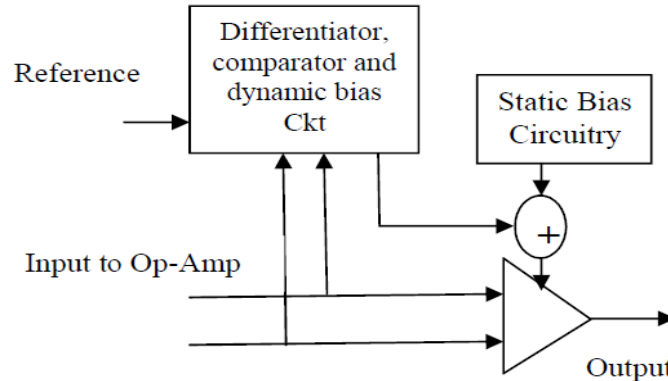 Differentiator,
comparator and
dynamic bias
Ckt
Reference
Static Bias
Circuitry
+
Input to Op-Amp
Output